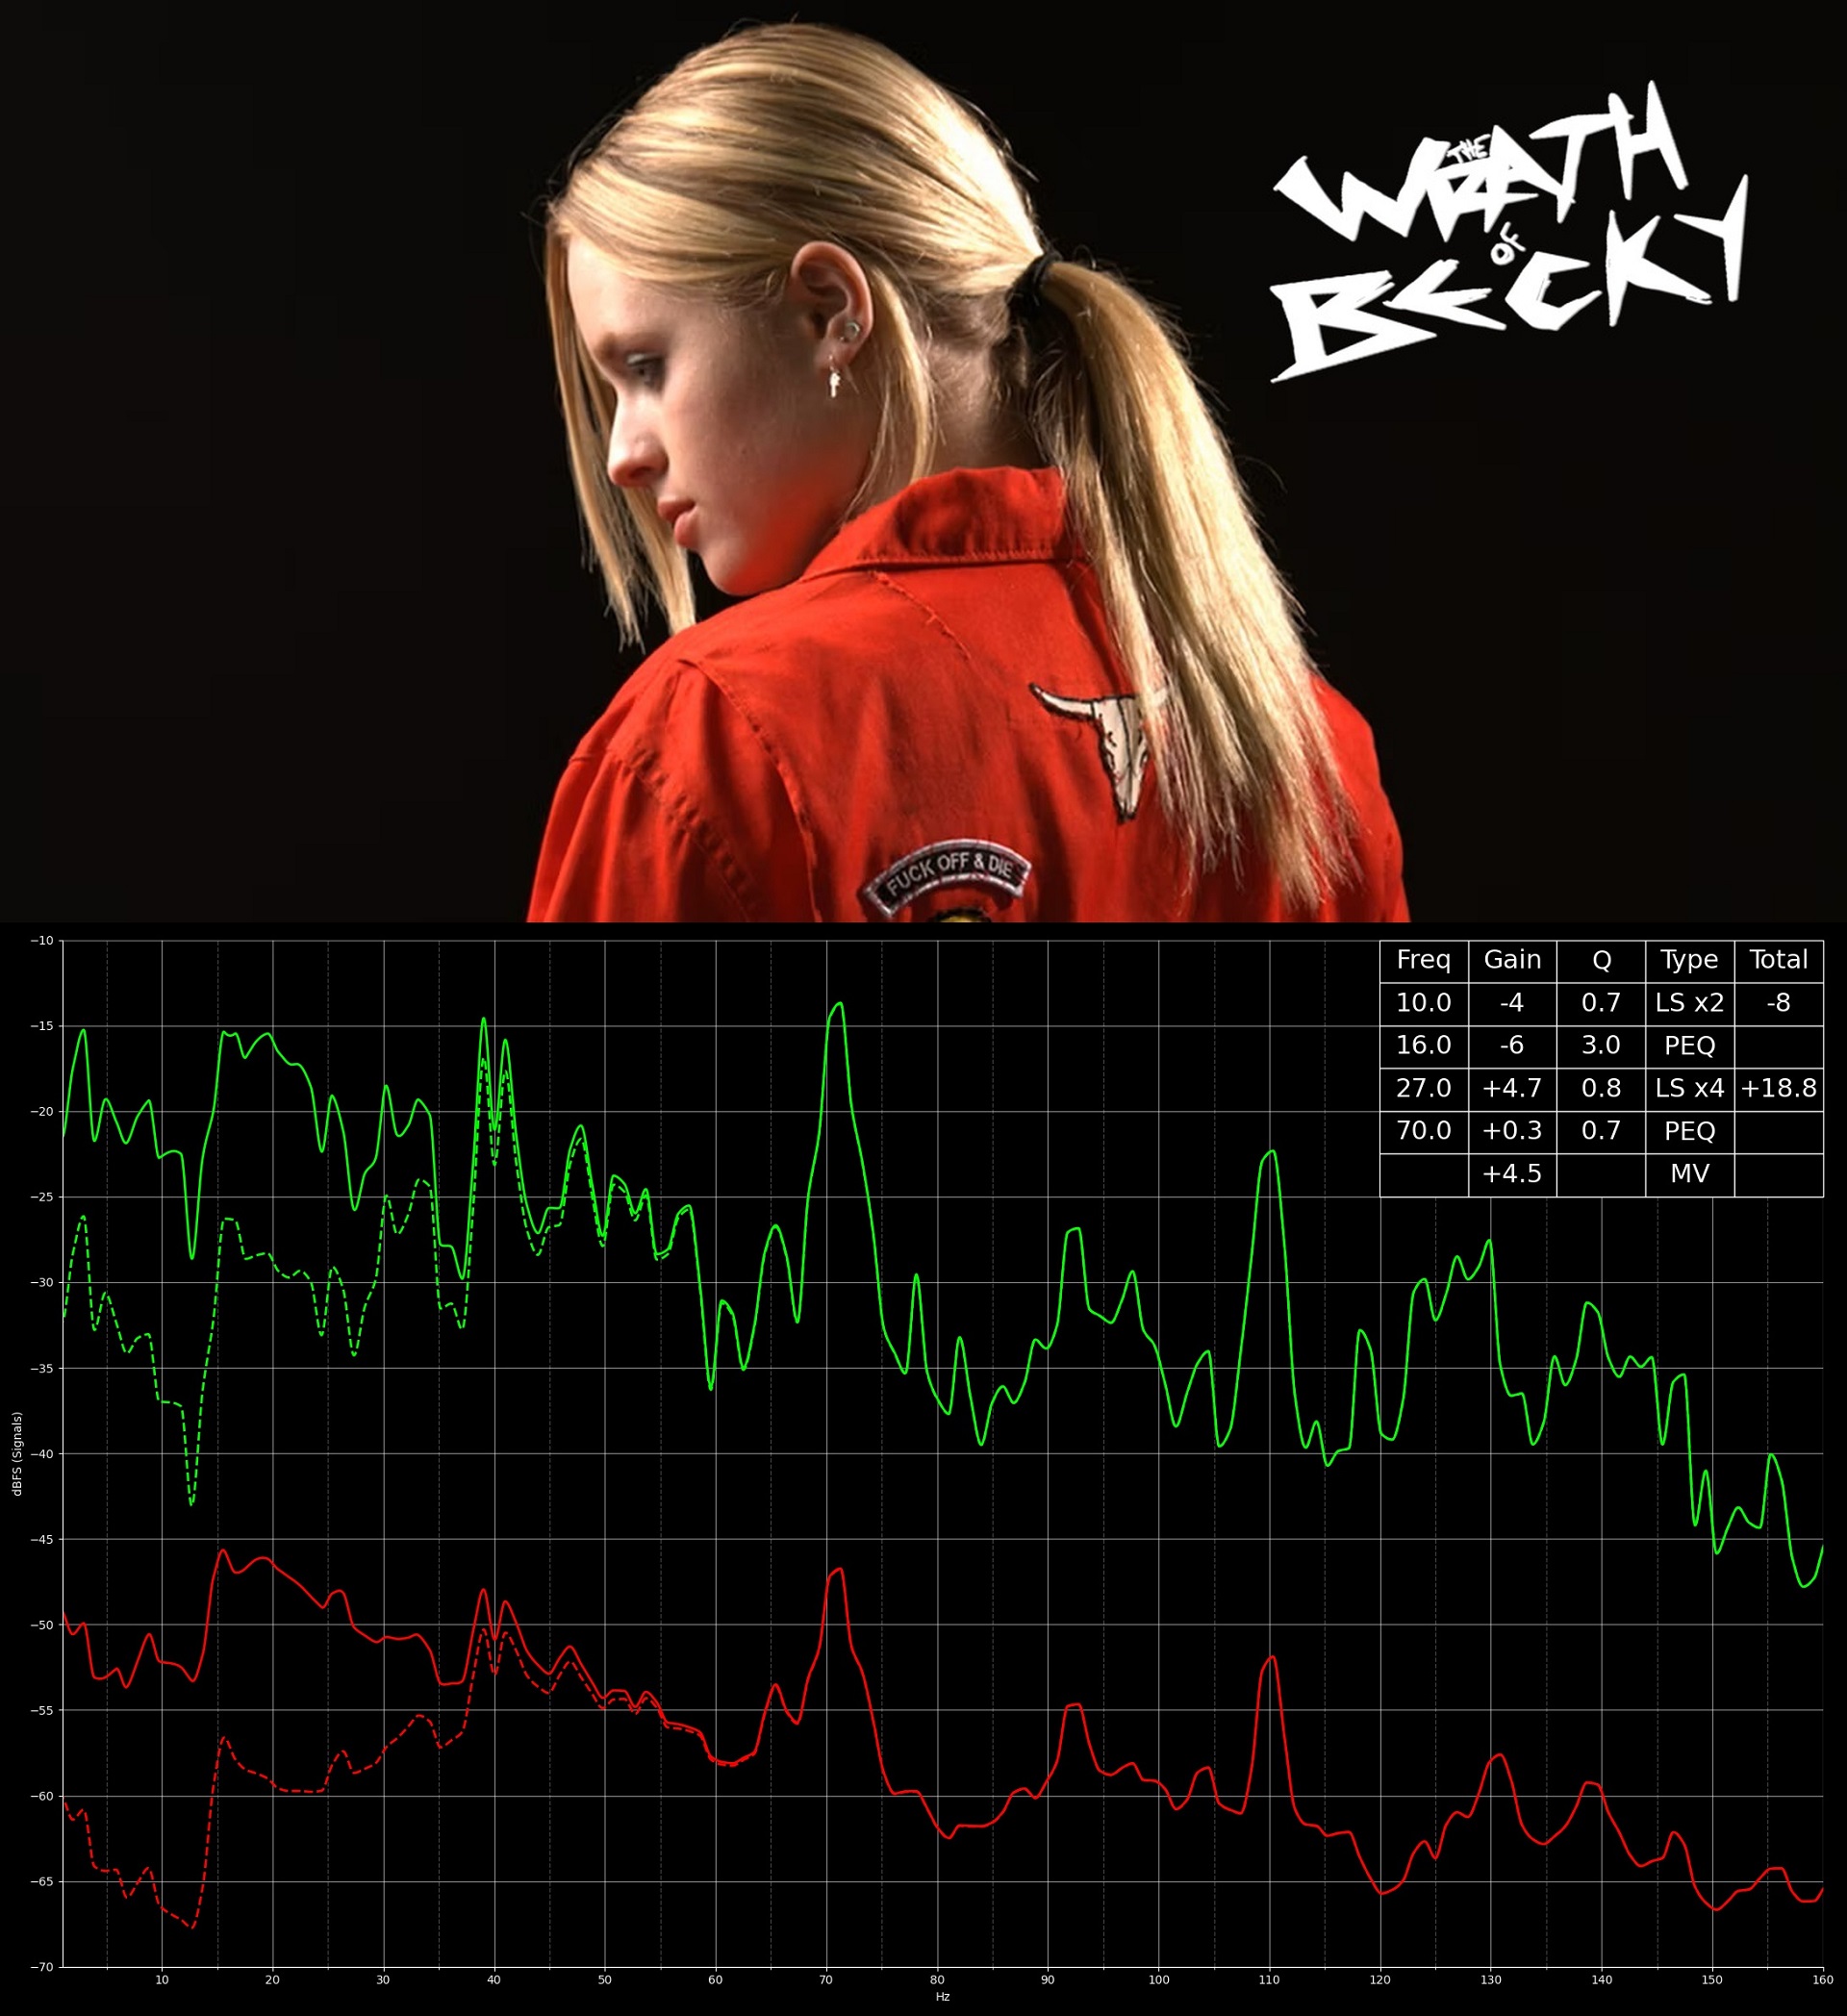 THE
WRATH
OF
BECKY
FUCK OFF & DIE
Freq Gain Q Type Total
10.0 -4 0.7 LS x2 -8
16.0 -6 3.0 PEQ
27.0 +4.7 0.8 LS x4 +18.8
70.0 +0.3 0.7 PEQ
+4.5 MV
−10
−15
−20
−25
−30
−35
−40
−45
−50
−55
−60
−65
−70
dBFS (Signals)
10 20 30 40 50 60 70 80 90 100 110 120 130 140 150 160
Hz